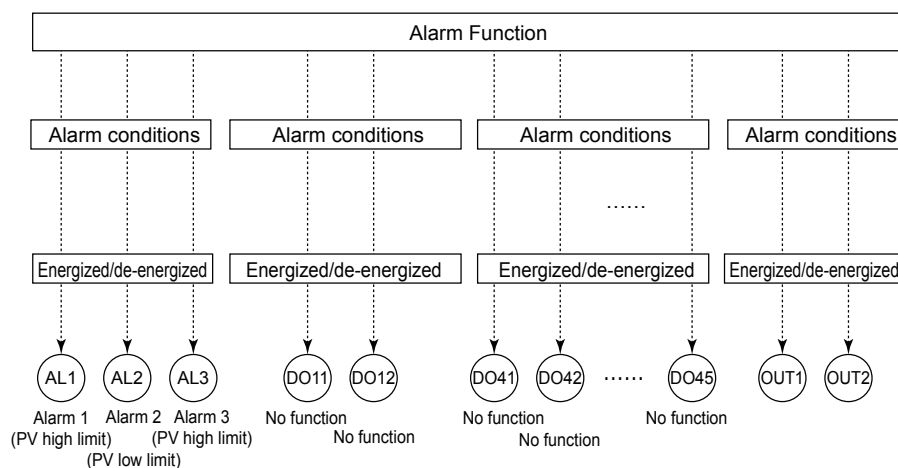 Alarm Function
Alarm conditions
Alarm conditions
Alarm conditions
Alarm conditions
......
Energized/de-energized
Energized/de-energized
Energized/de-energized
Energized/de-energized
AL1
AL2
AL3
DO11
DO12
DO41
DO42
......
DO45
OUT1
OUT2
Alarm 1
(PV high limit)
Alarm 2
(PV low limit)
Alarm 3
(PV high limit)
No function
No function
No function
No function
No function